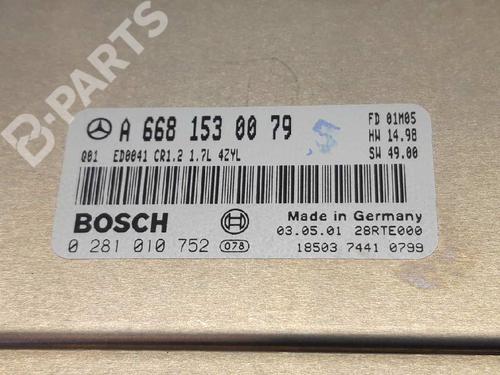 B-PARTS
A 668 153 00 79
FD 01M05
HW 14.98
SW 49.00
Q01 ED0041 CR1.2 1.7L 4ZYL
BOSCH
Made in Germany
0 281 010 752 078
03.05.01 28RTE000
18503 7441 0799